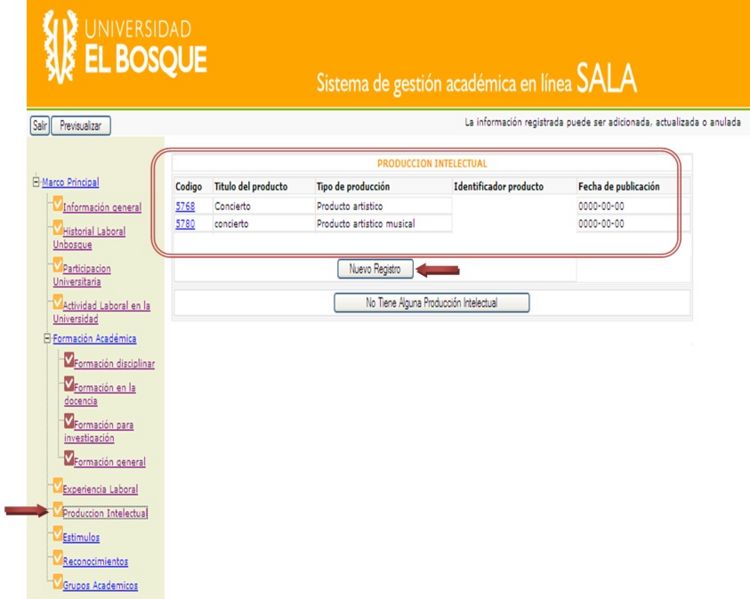 UNIVERSIDAD
EL BOSQUE
Sistema de gestión académica en línea SALA
Salir Previsualizar La información registrada puede ser adicionada, actualizada o anulada
PRODUCCION INTELECTUAL
Codigo Titulo del producto Tipo de producción Identificador producto Fecha de publicación
5768 Concierto Producto artistico 0000-00-00
5780 concierto Producto artistico musical 0000-00-00
Nuevo Registro
No Tiene Alguna Producción Intelectual
Marco Principal
Información general
Historial Laboral
Unbosque
Participacion
Universitaria
Actividad Laboral en la
Universidad
Formación Académica
Formación disciplinar
Formación en la
docencia
Formación para
investigación
Formación general
Experiencia Laboral
Produccion Intelectual
Estimulos
Reconocimientos
Grupos Academicos